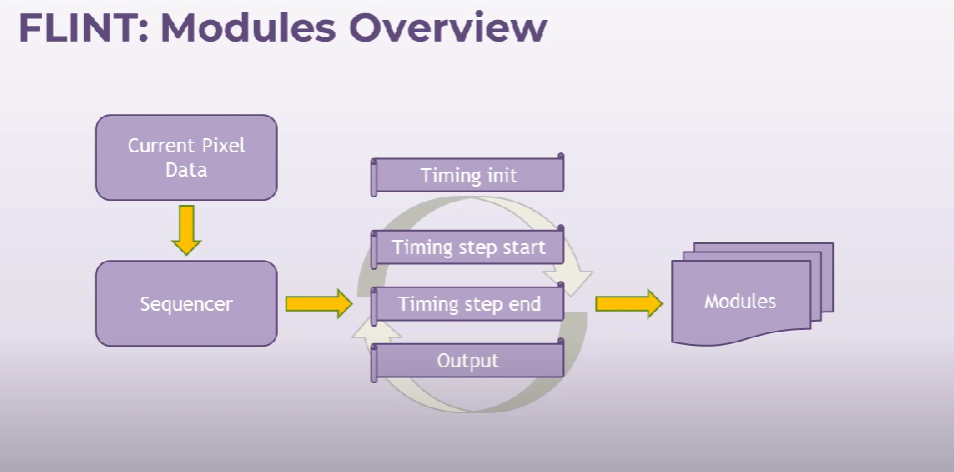 FLINT: Modules Overview
Current Pixel
Data
Sequencer
Timing init
Timing step start
Timing step end
Output
Modules